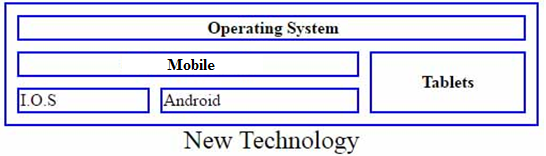 Operating System
Mobile
Tablets
I.O.S
Android
New Technology